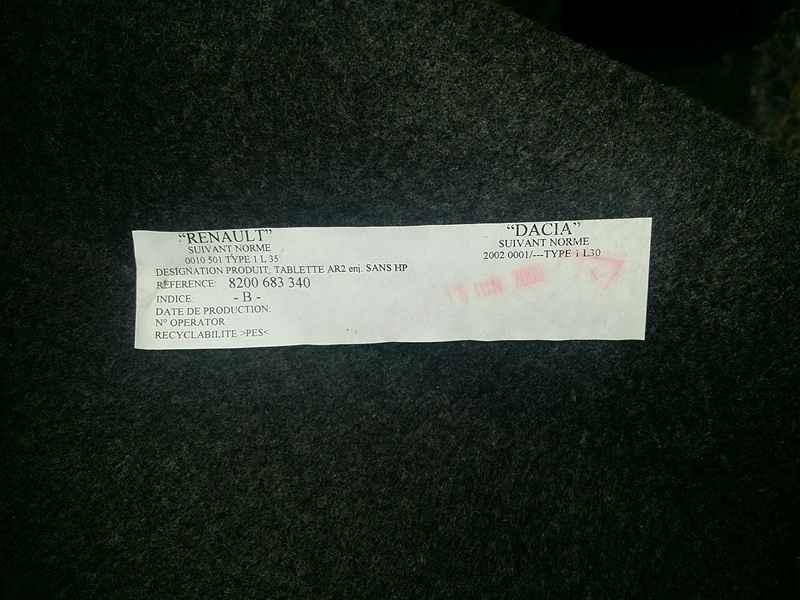 “RENAULT”
SUIVANT NORME
0010 501 TYPE 1 L 35
“DACIA”
SUIVANT NORME
2002 0001/---TYPE 1 L30
DESIGNATION PRODUIT: TABLETTE AR2 enj. SANS HP
REFERENCE: 8200 683 340
INDICE: - B -
DATE DE PRODUCTION:
N° OPERATOR
RECYCLABILITE >PES<